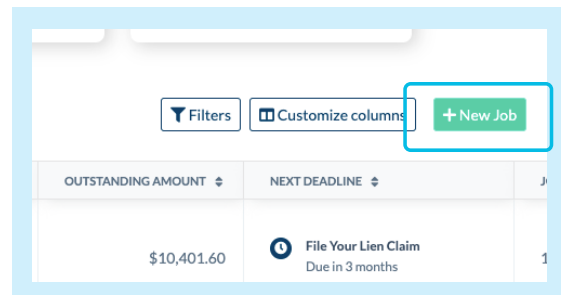 Filters Customize columns + New Job
OUTSTANDING AMOUNT NEXT DEADLINE
$10,401.60 File Your Lien Claim
Due in 3 months